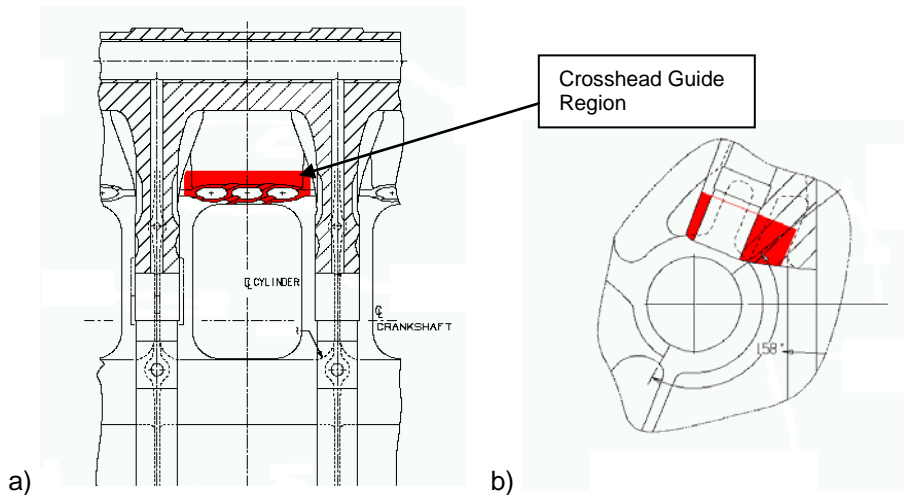 Crosshead Guide
Region
℄ CYLINDER
℄
CRANKSHAFT
158°
a)
b)